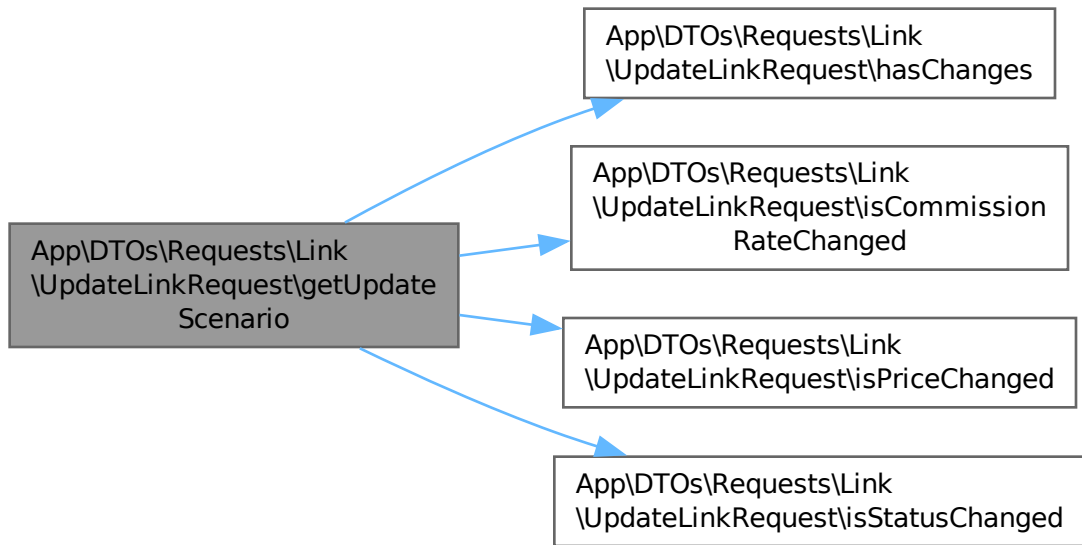 App\DTOs\Requests\Link
\UpdateLinkRequest\getUpdate
Scenario
App\DTOs\Requests\Link
\UpdateLinkRequest\hasChanges
App\DTOs\Requests\Link
\UpdateLinkRequest\isCommission
RateChanged
App\DTOs\Requests\Link
\UpdateLinkRequest\isPriceChanged
App\DTOs\Requests\Link
\UpdateLinkRequest\isStatusChanged